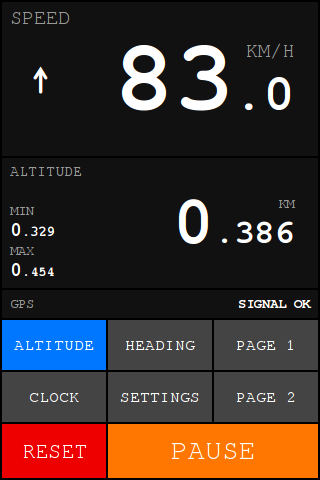 SPEED
KM/H
↑ 83.0
ALTITUDE
MIN
0.329
MAX
0.454
KM
0.386
GPS SIGNAL OK
ALTITUDE HEADING PAGE 1
CLOCK SETTINGS PAGE 2
RESET PAUSE